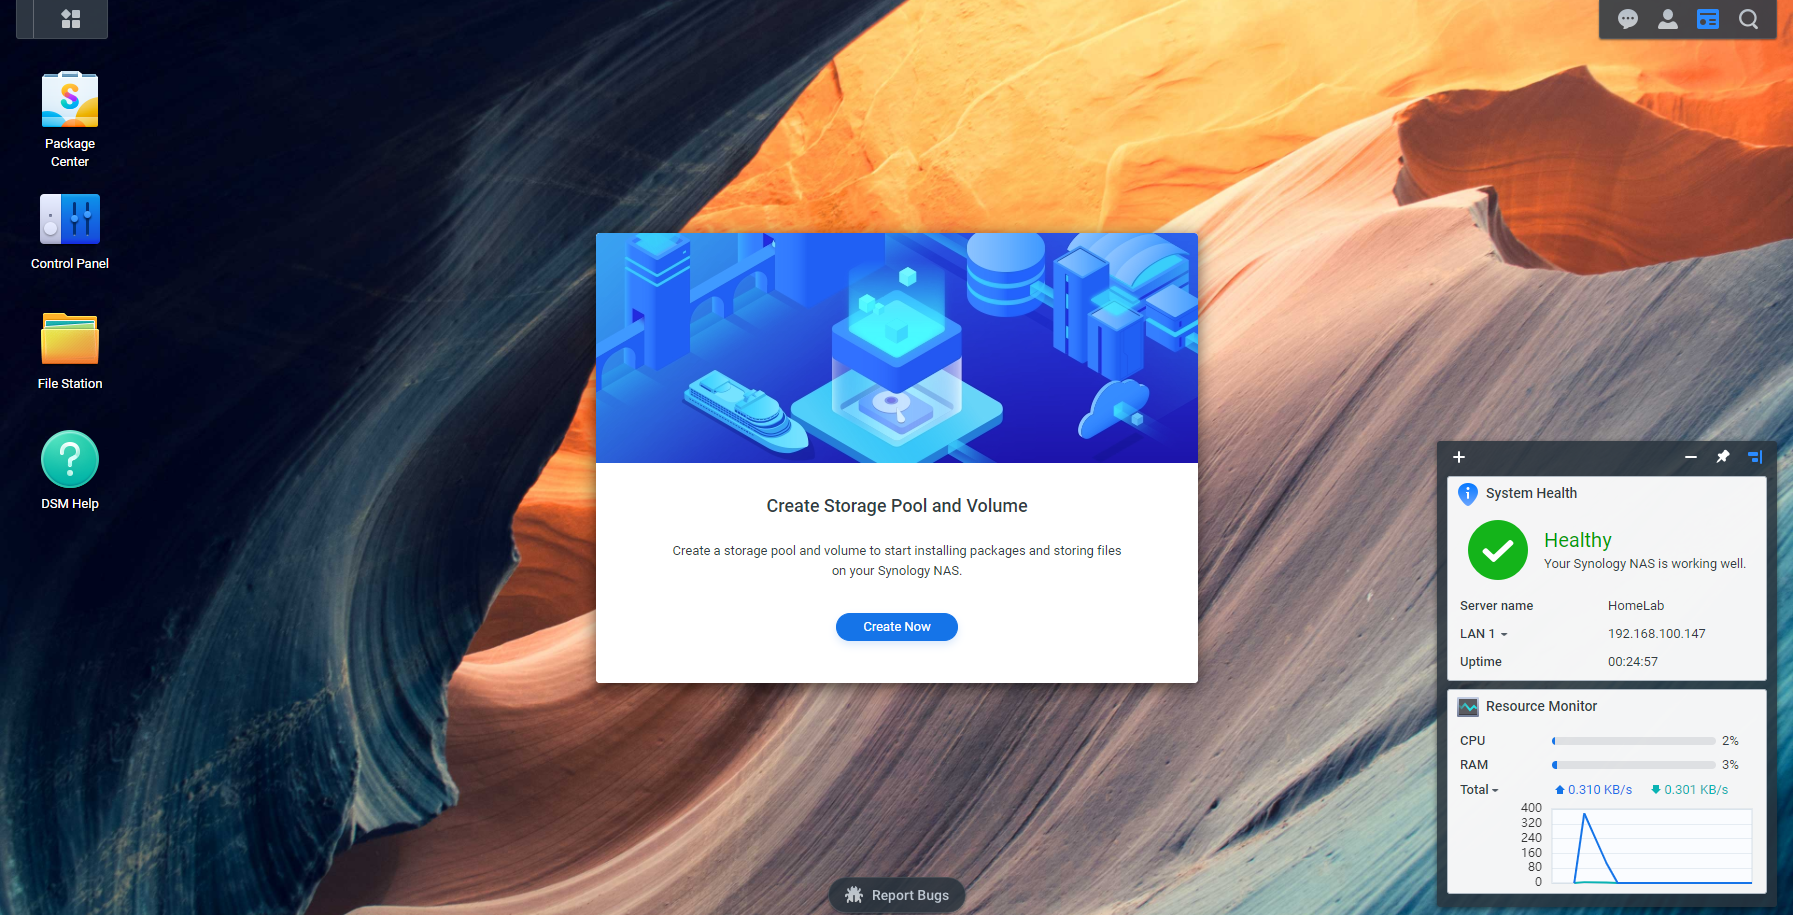 Package
Center
Control Panel
File Station
DSM Help
Create Storage Pool and Volume
Create a storage pool and volume to start installing packages and storing files
on your Synology NAS.
Create Now
System Health
Healthy
Your Synology NAS is working well.
Server name HomeLab
LAN 1 192.168.100.147
Uptime 00:24:57
Resource Monitor
CPU 2%
RAM 3%
Total 0.310 KB/s 0.301 KB/s
400
320
240
160
80
0
Report Bugs